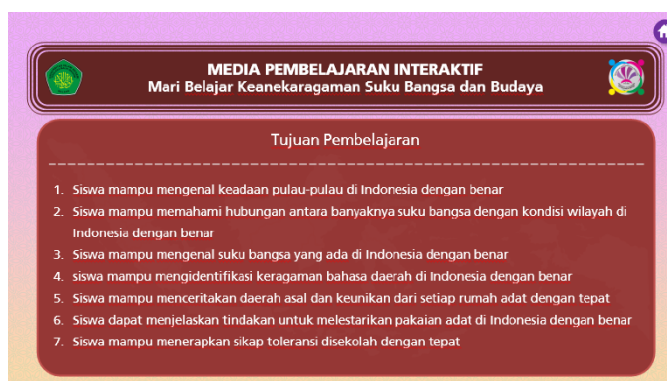 MEDIA PEMBELAJARAN INTERAKTIF
Mari Belajar Keanekaragaman Suku Bangsa dan Budaya
Tujuan Pembelajaran
1. Siswa mampu mengenal keadaan pulau-pulau di Indonesia dengan benar
2. Siswa mampu memahami hubungan antara banyaknya suku bangsa dengan kondisi wilayah di
Indonesia dengan benar
3. Siswa mampu mengenal suku bangsa yang ada di Indonesia dengan benar
4. siswa mampu mengidentifikasi keragaman bahasa daerah di Indonesia dengan benar
5. Siswa mampu menceritakan daerah asal dan keunikan dari setiap rumah adat dengan tepat
6. Siswa dapat menjelaskan tindakan untuk melestarikan pakaian adat di Indonesia dengan benar
7. Siswa mampu menerapkan sikap toleransi disekolah dengan tepat